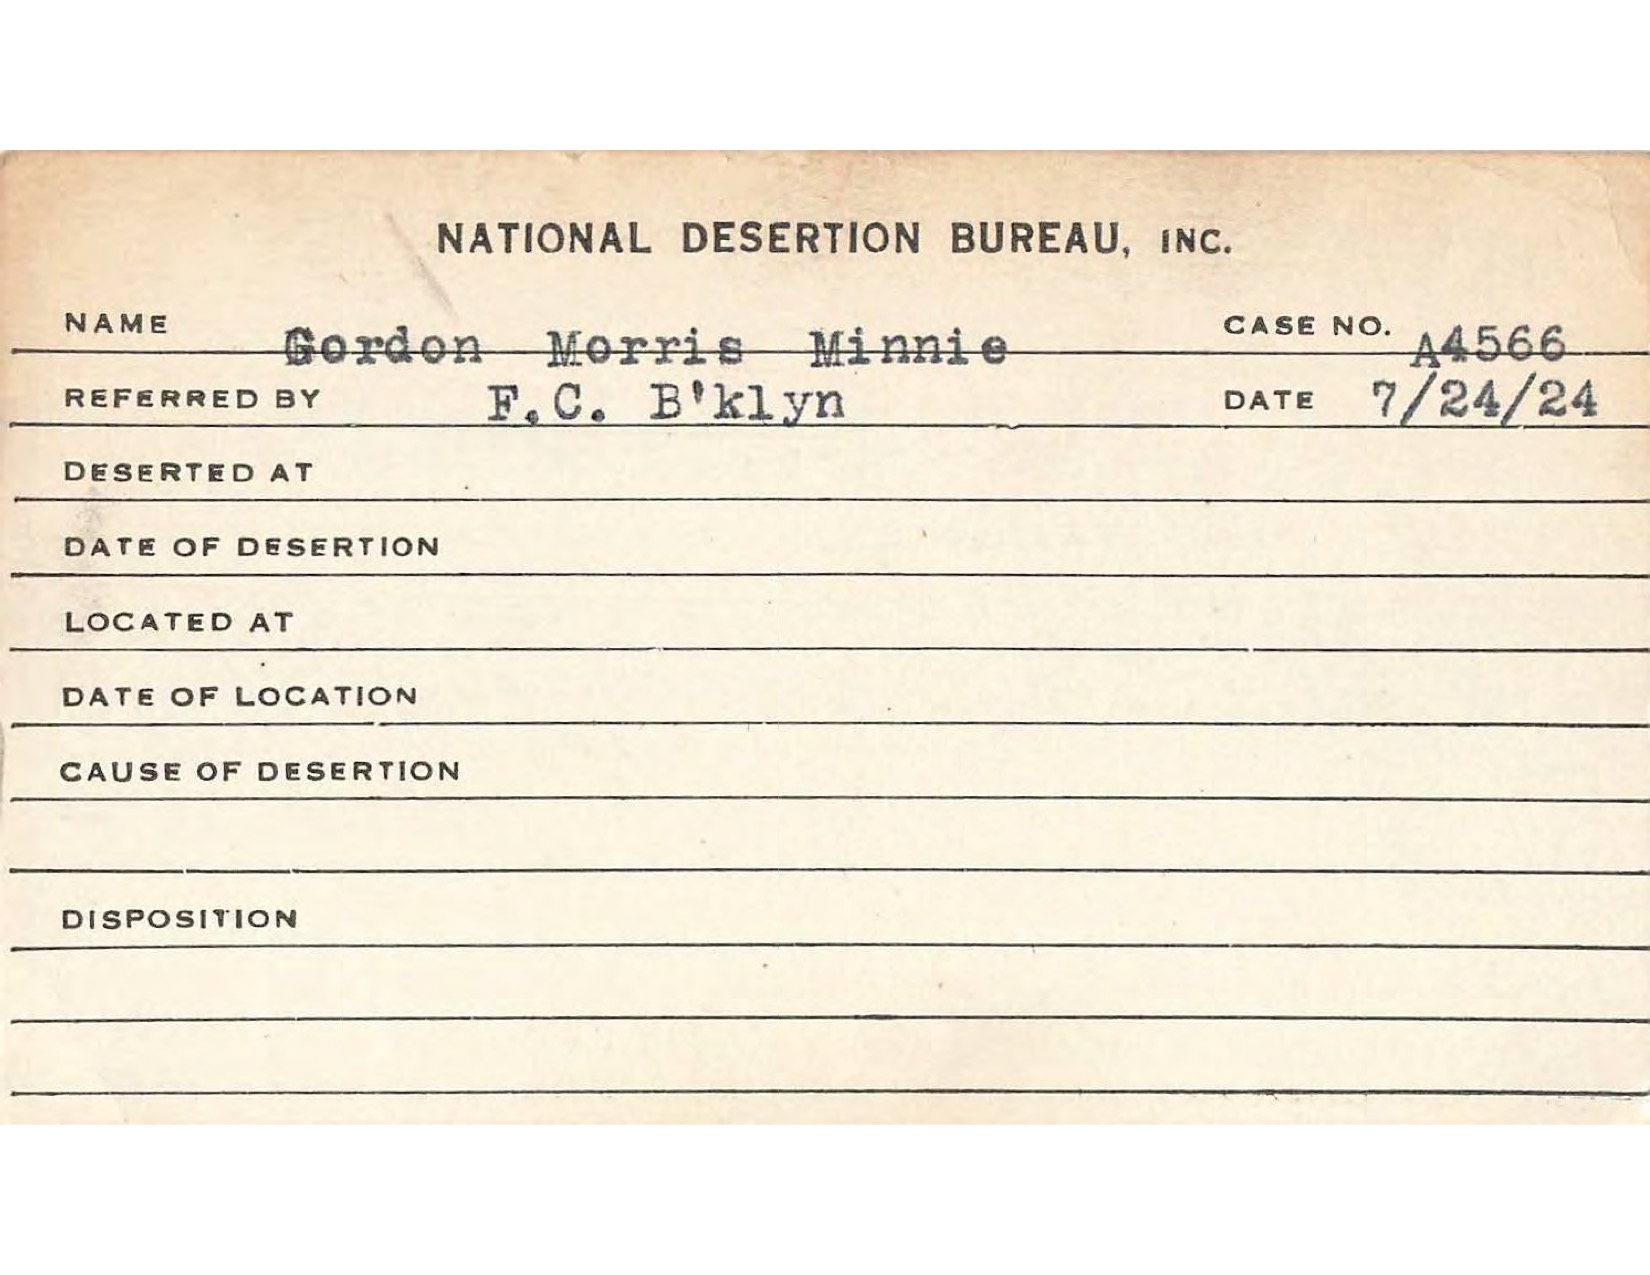 NATIONAL DESERTION BUREAU, INC.
NAME Gordon Morris Minnie CASE NO. A4566
REFERRED BY F.C. B'klyn DATE 7/24/24
DESERTED AT
DATE OF DESERTION
LOCATED AT
DATE OF LOCATION
CAUSE OF DESERTION
DISPOSITION